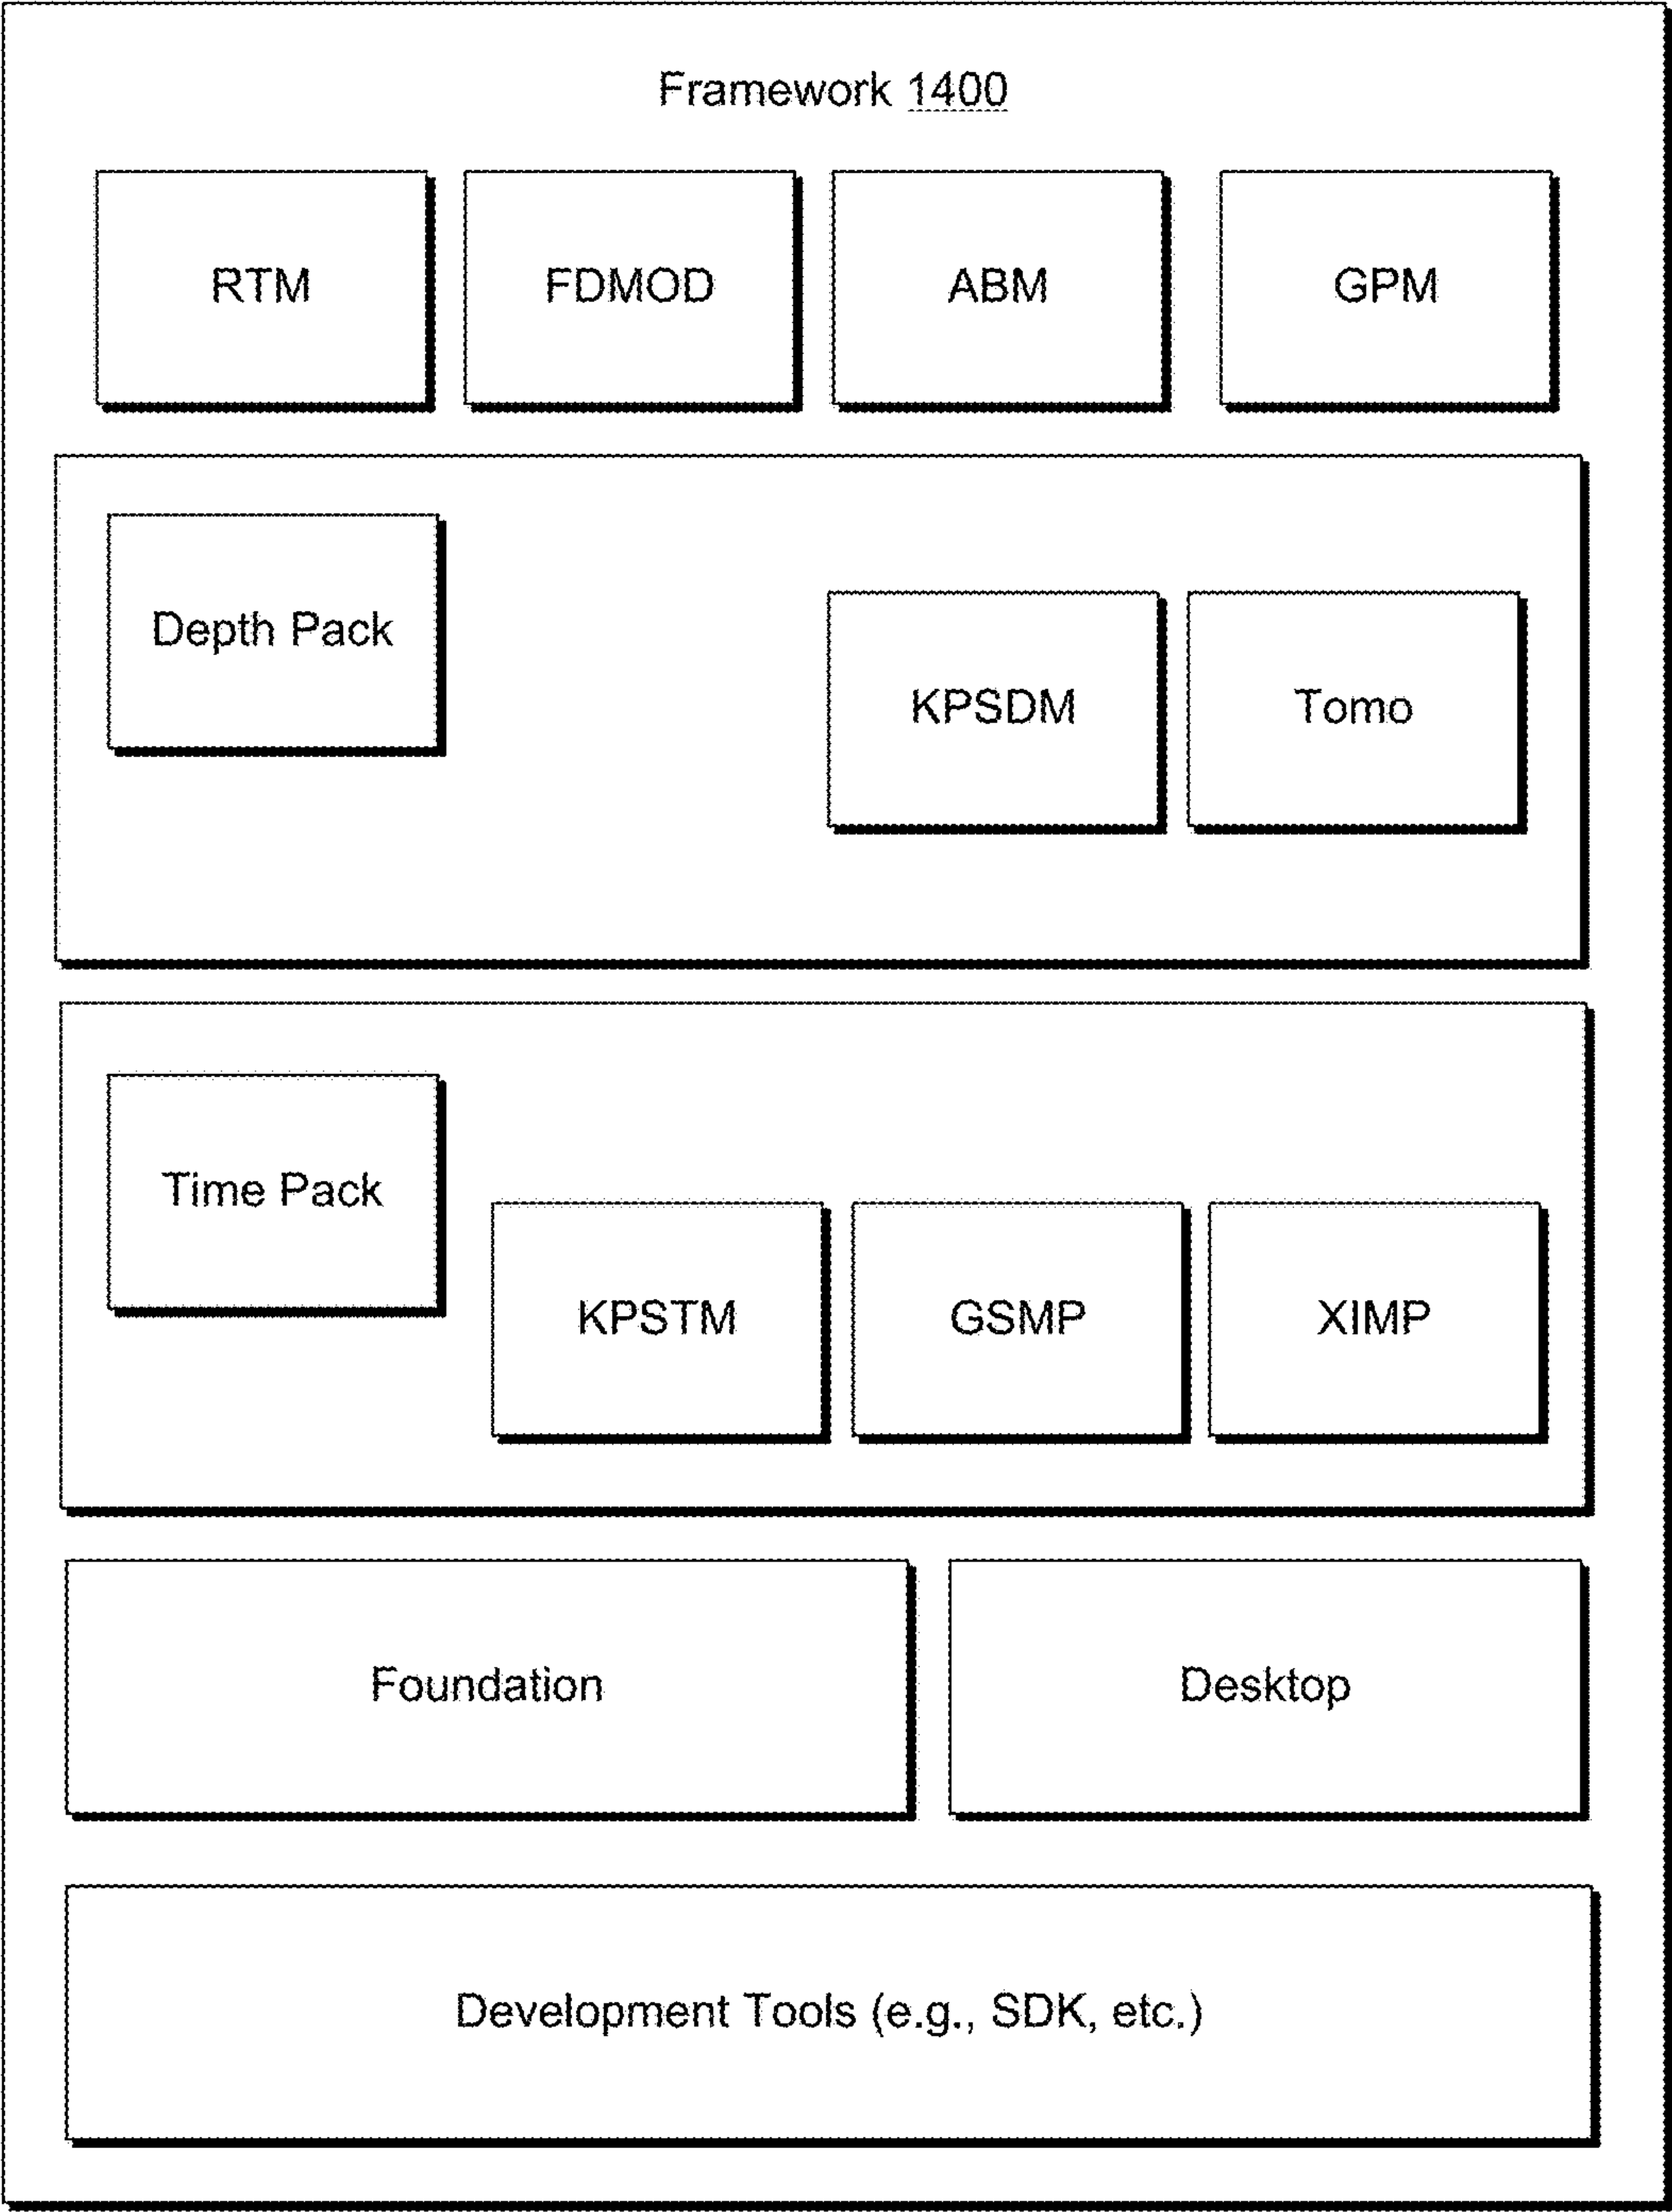 Framework 1400
RTM
FDMOD
ABM
GPM
Depth Pack
KPSDM
Tomo
Time Pack
KPSTM
GSMP
XIMP
Foundation
Desktop
Development Tools (e.g., SDK, etc.)